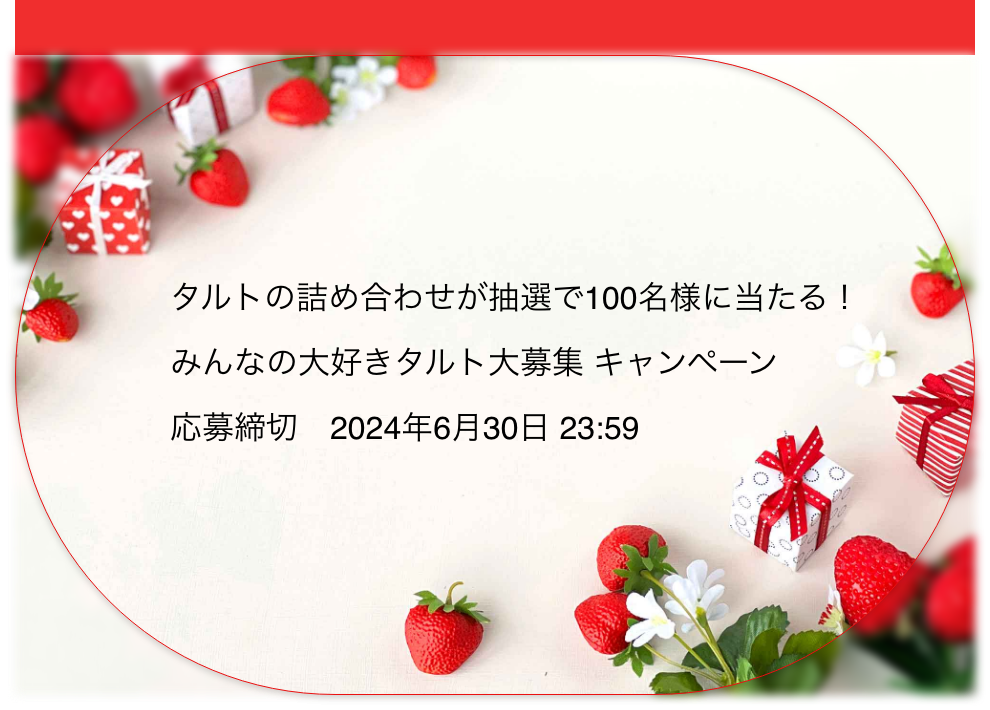 タルトの詰め合わせが抽選で100名様に当たる！
みんなの大好きタルト大募集 キャンペーン
応募締切　2024年6月30日 23:59